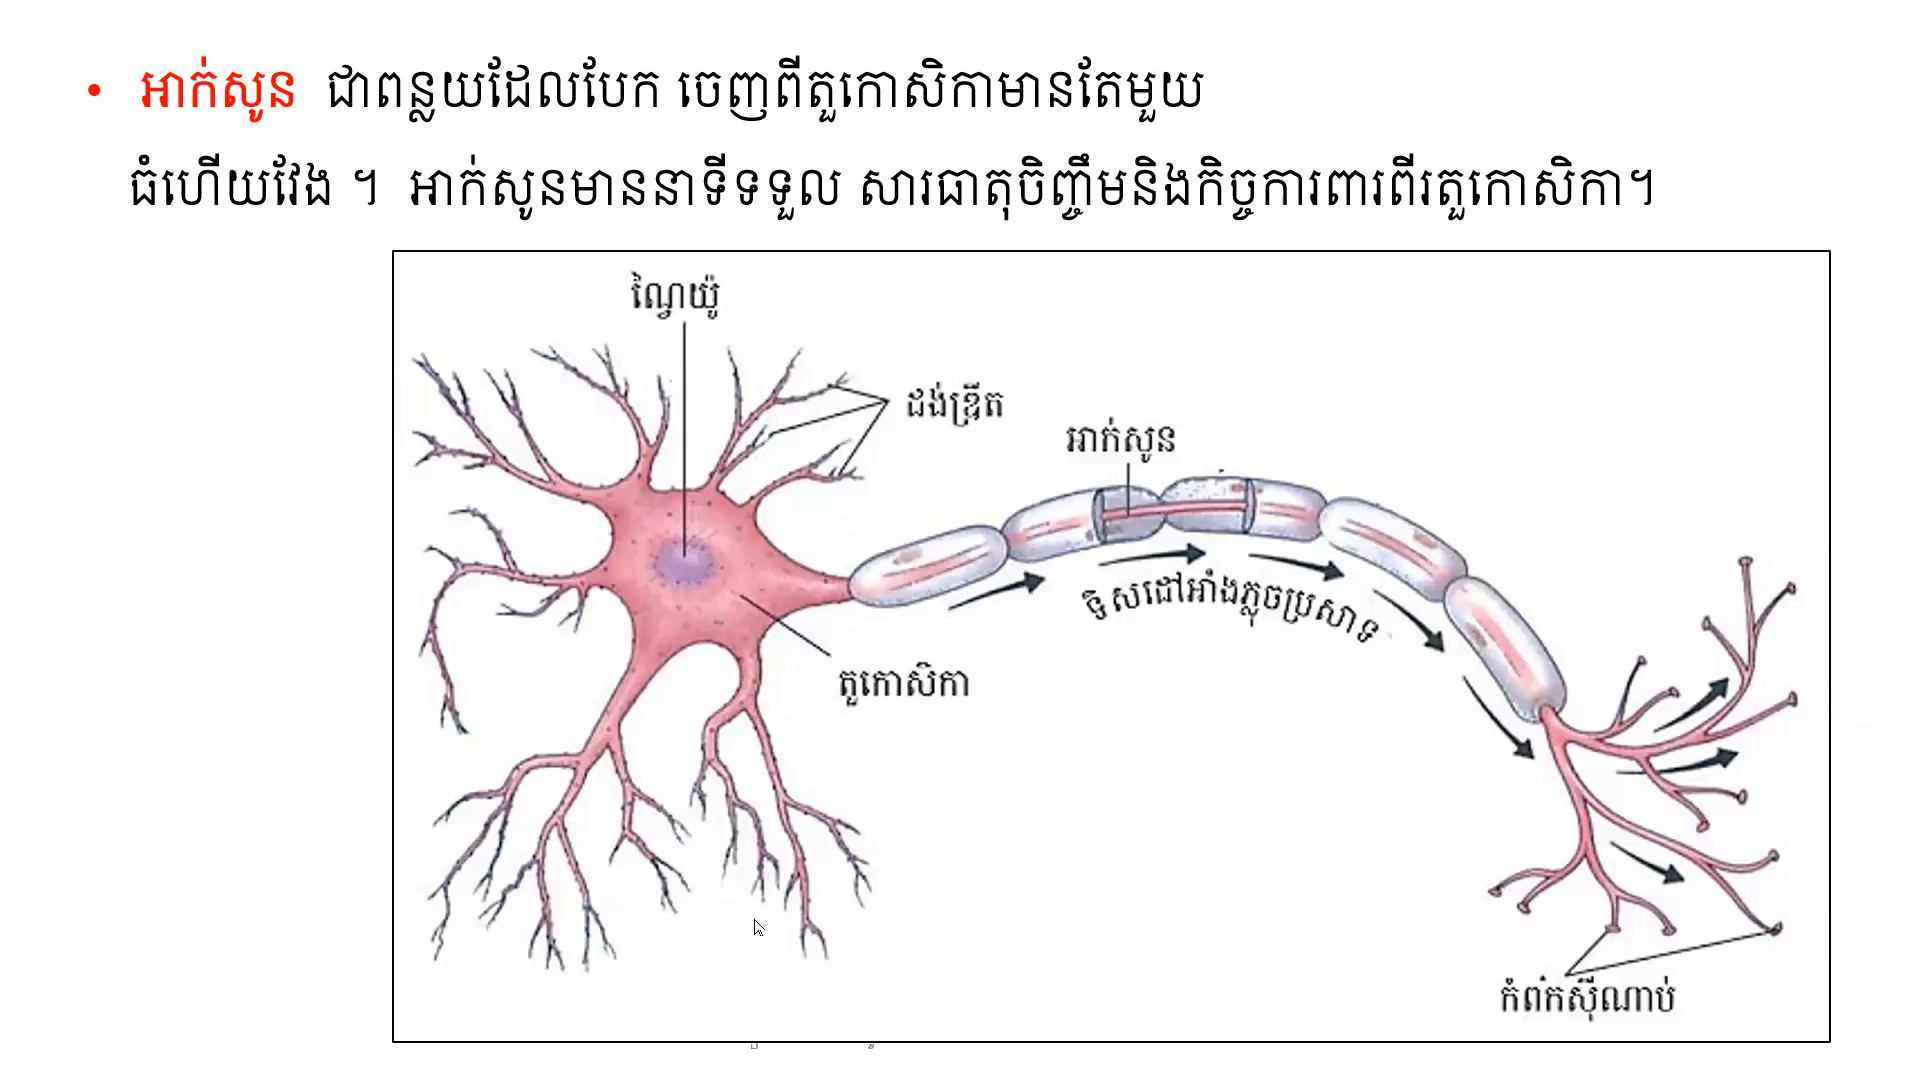 • អាក់សូន ជាពន្លយដែលបែក ចេញពីតួកោសិកាមានតែមួយ
ធំហើយវែង ។ អាក់សូនមាននាទីទទួល សារធាតុចិញ្ចឹមនិងកិច្ចការពារពីរតួកោសិកា។
ណ្វៃយ៉ូ
ដង់ឌ្រីត
អាក់សូន
ទិសដៅអាំងភ្លុចប្រសាទ
តួកោសិកា
កំពកស៊ីណាប់